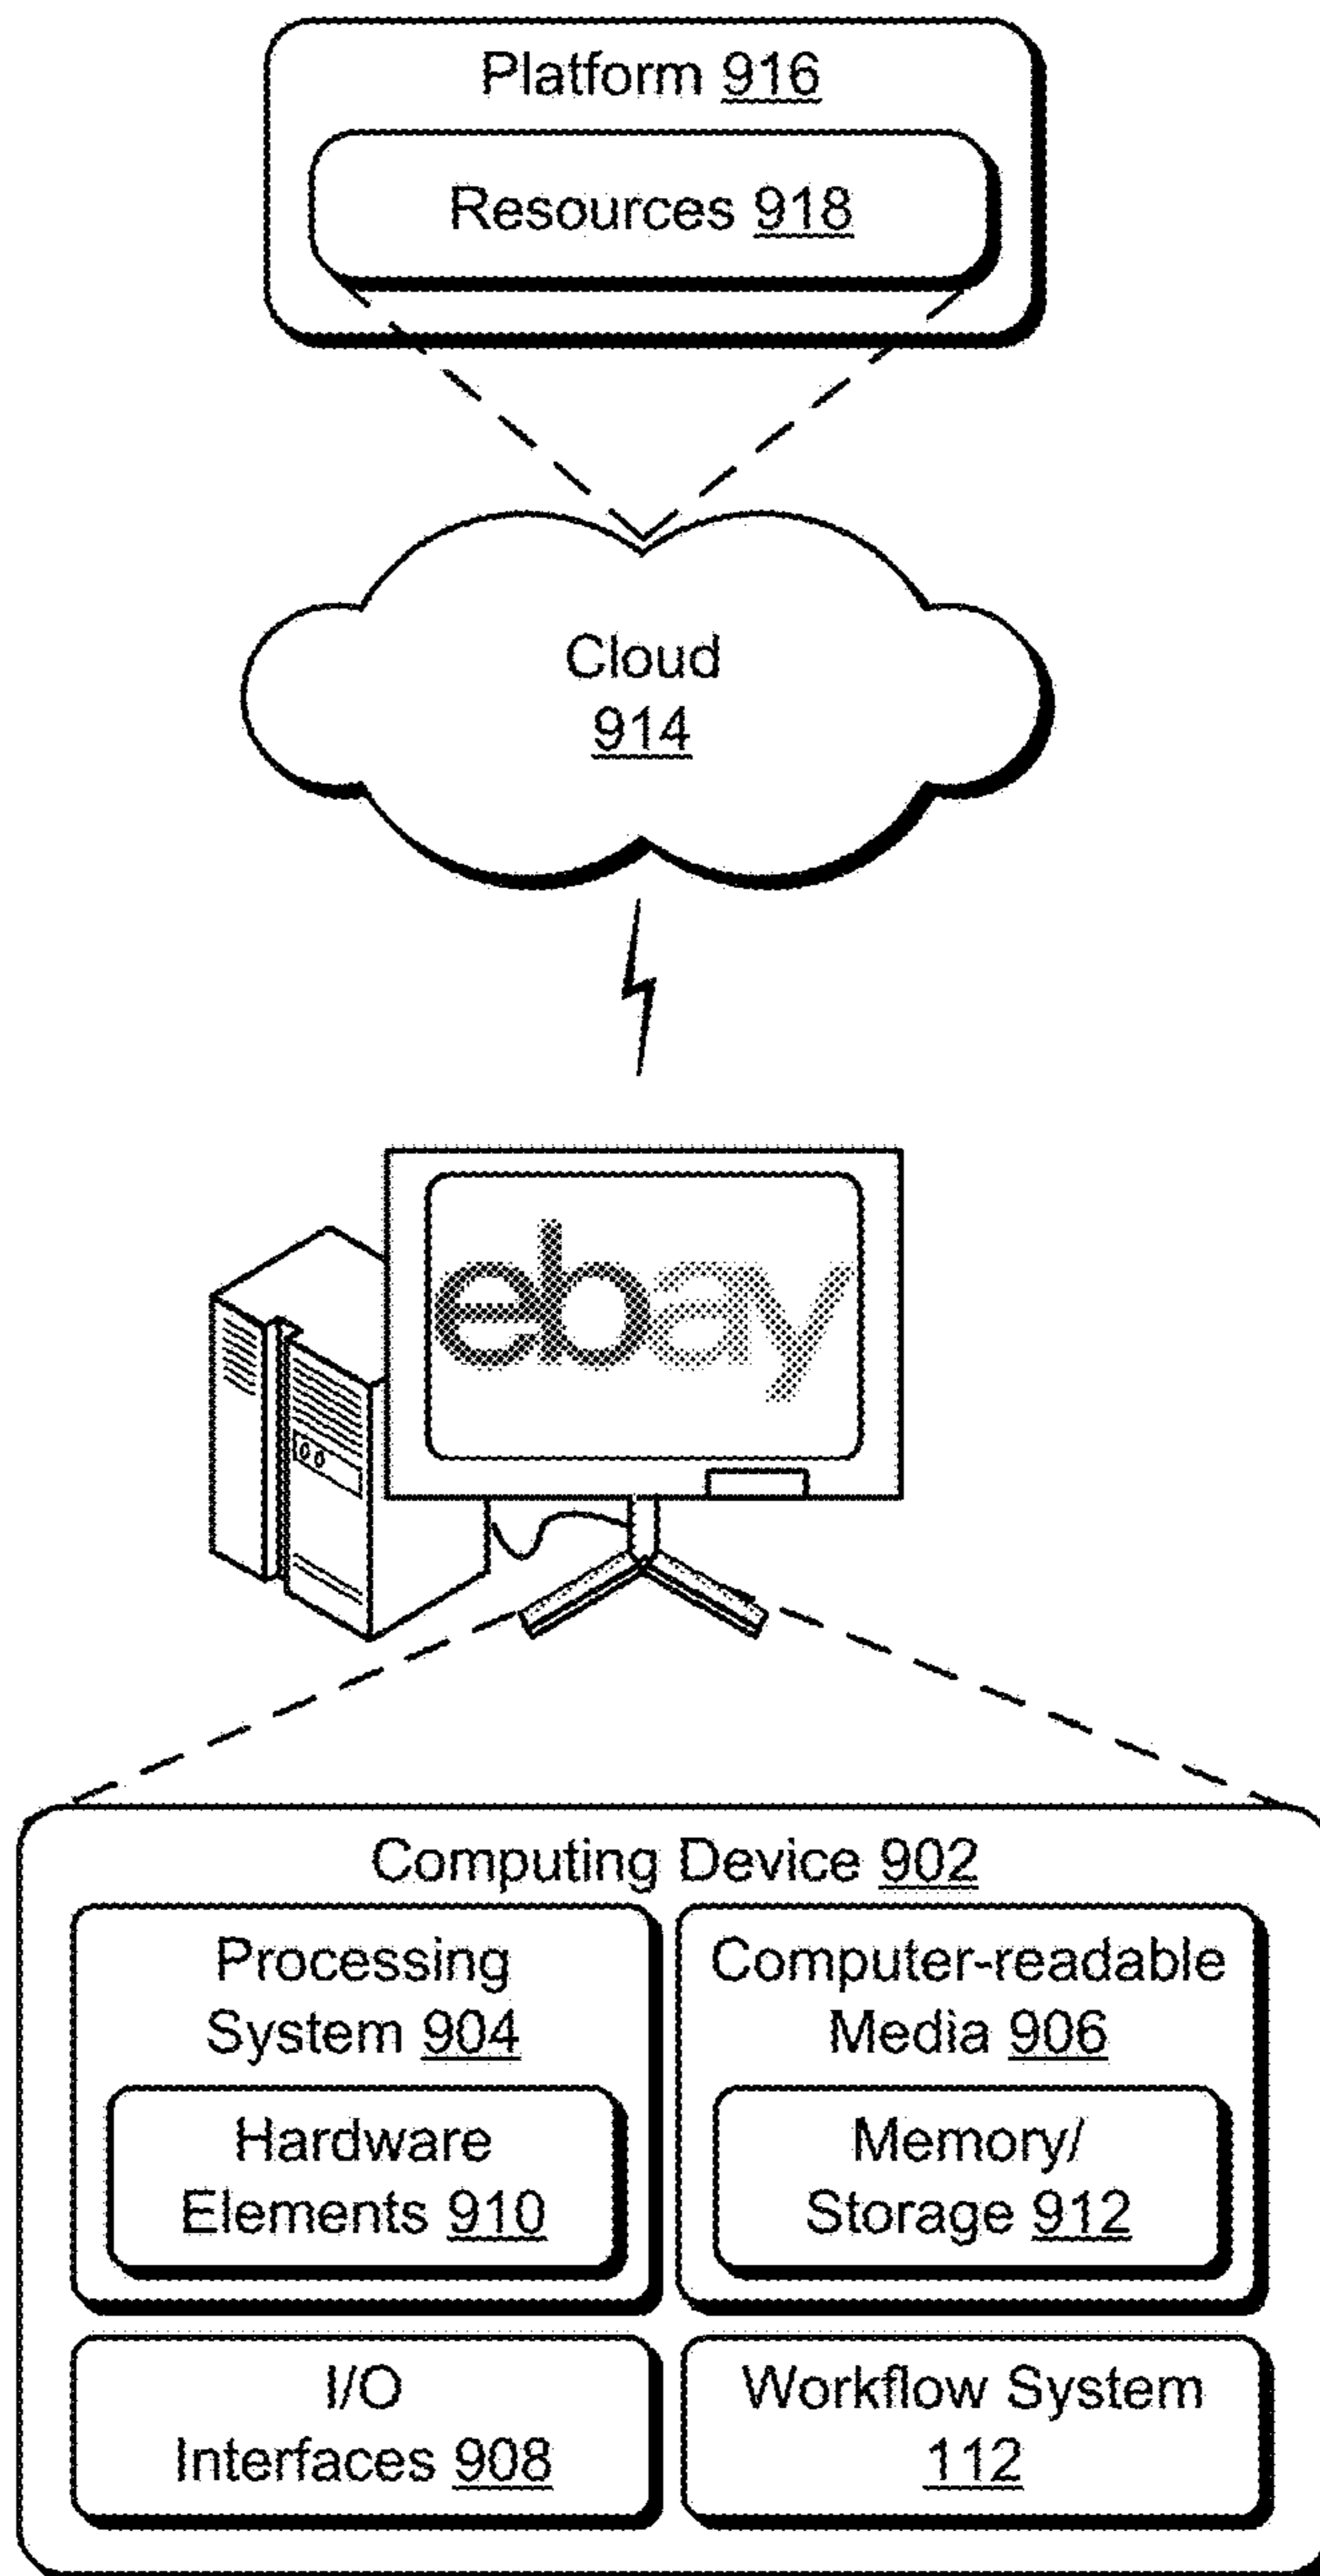 Platform 916
Resources 918
Cloud
914
ebay
Computing Device 902
Processing
System 904
Hardware
Elements 910
Computer-readable
Media 906
Memory/
Storage 912
I/O
Interfaces 908
Workflow System
112